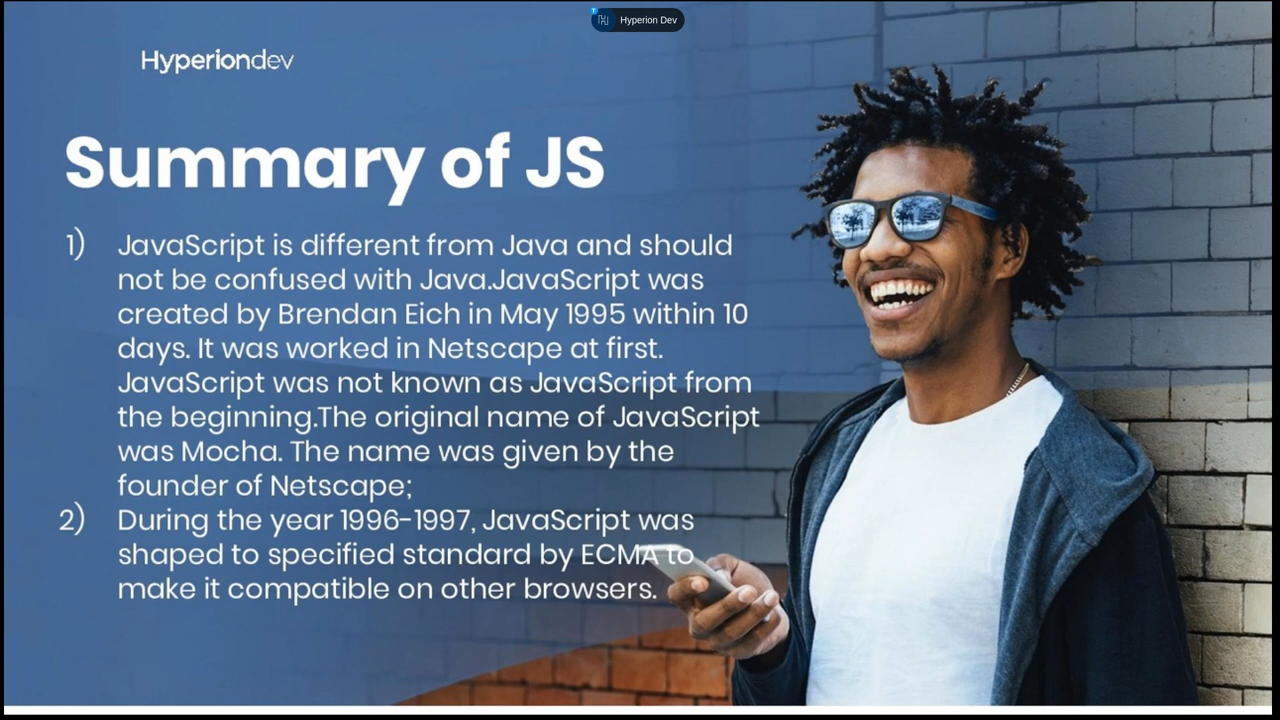 Hyperion Dev
Hyperiondev
Summary of JS
1) JavaScript is different from Java and should
not be confused with Java.JavaScript was
created by Brendan Eich in May 1995 within 10
days. It was worked in Netscape at first.
JavaScript was not known as JavaScript from
the beginning.The original name of JavaScript
was Mocha. The name was given by the
founder of Netscape;
2) During the year 1996-1997, JavaScript was
shaped to specified standard by ECMA to
make it compatible on other browsers.